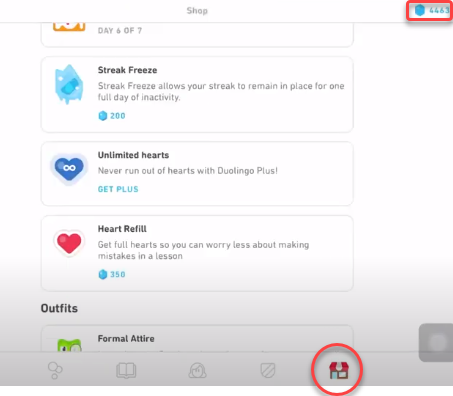 Shop
4463
DAY 6 OF 7
Streak Freeze
Streak Freeze allows your streak to remain in place for one
full day of inactivity.
200
Unlimited hearts
Never run out of hearts with Duolingo Plus!
GET PLUS
Heart Refill
Get full hearts so you can worry less about making
mistakes in a lesson
350
Outfits
Formal Attire